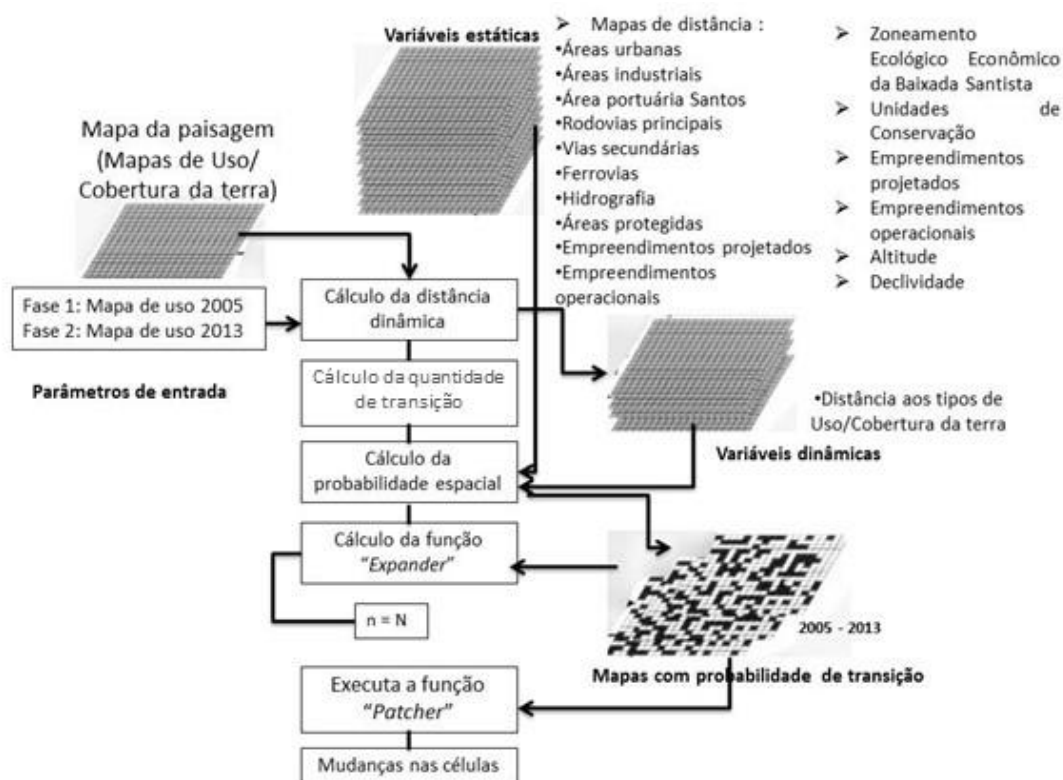 Variáveis estáticas
➢ Mapas de distância :
•Áreas urbanas
•Áreas industriais
•Área portuária Santos
•Rodovias principais
•Vias secundárias
•Ferrovias
•Hidrografia
•Áreas protegidas
•Empreendimentos projetados
•Empreendimentos
operacionais
➢ Zoneamento
Ecológico Econômico
da Baixada Santista
➢ Unidades de
Conservação
➢ Empreendimentos
projetados
➢ Empreendimentos
operacionais
➢ Altitude
➢ Declividade
Mapa da paisagem
(Mapas de Uso/
Cobertura da terra)
Fase 1: Mapa de uso 2005
Fase 2: Mapa de uso 2013
Parâmetros de entrada
Cálculo da distância
dinâmica
Cálculo da quantidade
de transição
Cálculo da
probabilidade espacial
Cálculo da função
“Expander”
n = N
Executa a função
“Patcher”
Mudanças nas células
•Distância aos tipos de
Uso/Cobertura da terra
Variáveis dinâmicas
2005 - 2013
Mapas com probabilidade de transição